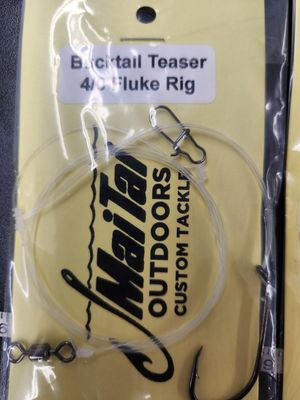 Bucktail Teaser
4/0 Fluke Rig
MaiTai
OUTDOORS
CUSTOM TACKLE